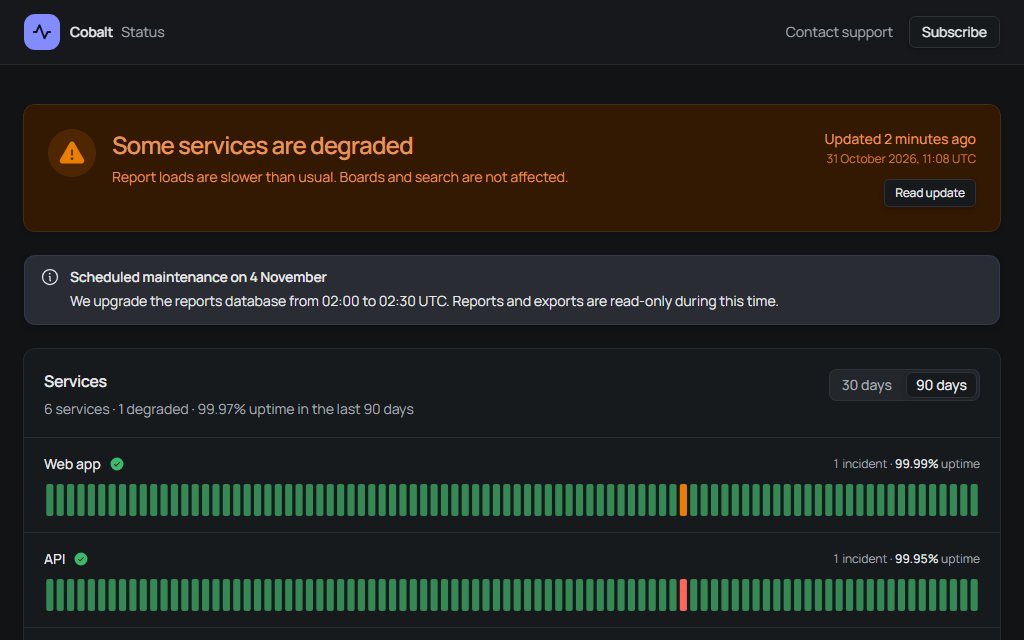 Cobalt Status
Contact support
Subscribe
Some services are degraded
Report loads are slower than usual. Boards and search are not affected.
Updated 2 minutes ago
31 October 2026, 11:08 UTC
Read update
Scheduled maintenance on 4 November
We upgrade the reports database from 02:00 to 02:30 UTC. Reports and exports are read-only during this time.
Services
6 services · 1 degraded · 99.97% uptime in the last 90 days
30 days
90 days
Web app
1 incident · 99.99% uptime
API
1 incident · 99.95% uptime